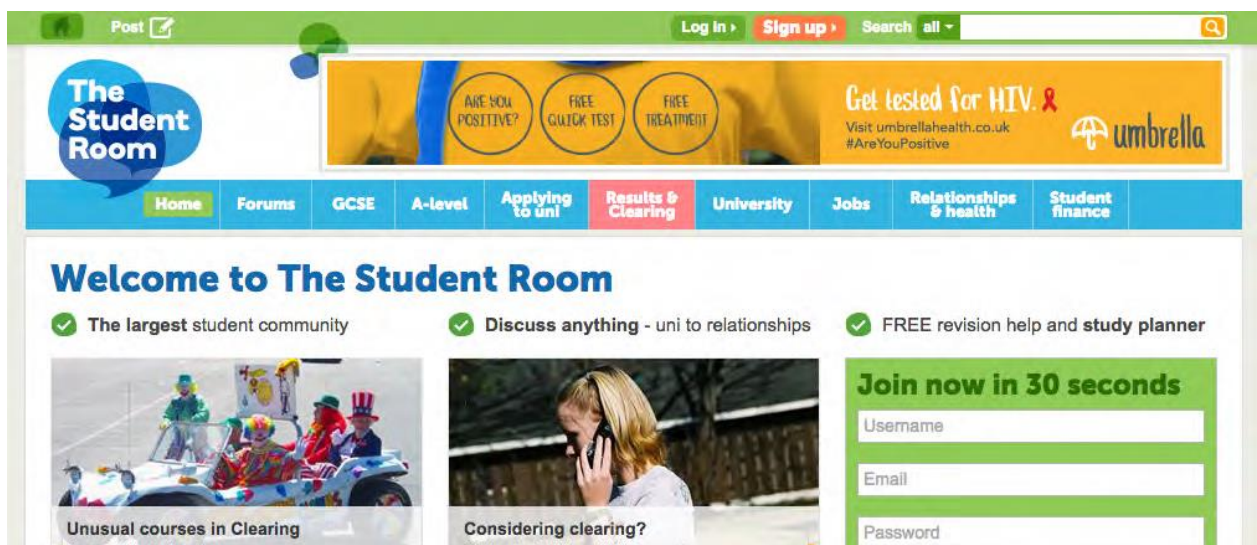 Post
Log in
Sign up
Search all
The
Student
Room
ARE YOU
POSITIVE?
FREE
QUICK TEST
FREE
TREATMENT
Get tested for HIV.
Visit umbrellahealth.co.uk
#AreYouPositive
umbrella
Home
Forums
GCSE
A-level
Applying
to uni
Results &
Clearing
University
Jobs
Relationships
& health
Student
finance
Welcome to The Student Room
The largest student community
Discuss anything - uni to relationships
FREE revision help and study planner
Unusual courses in Clearing
Considering clearing?
Join now in 30 seconds
Username
Email
Password